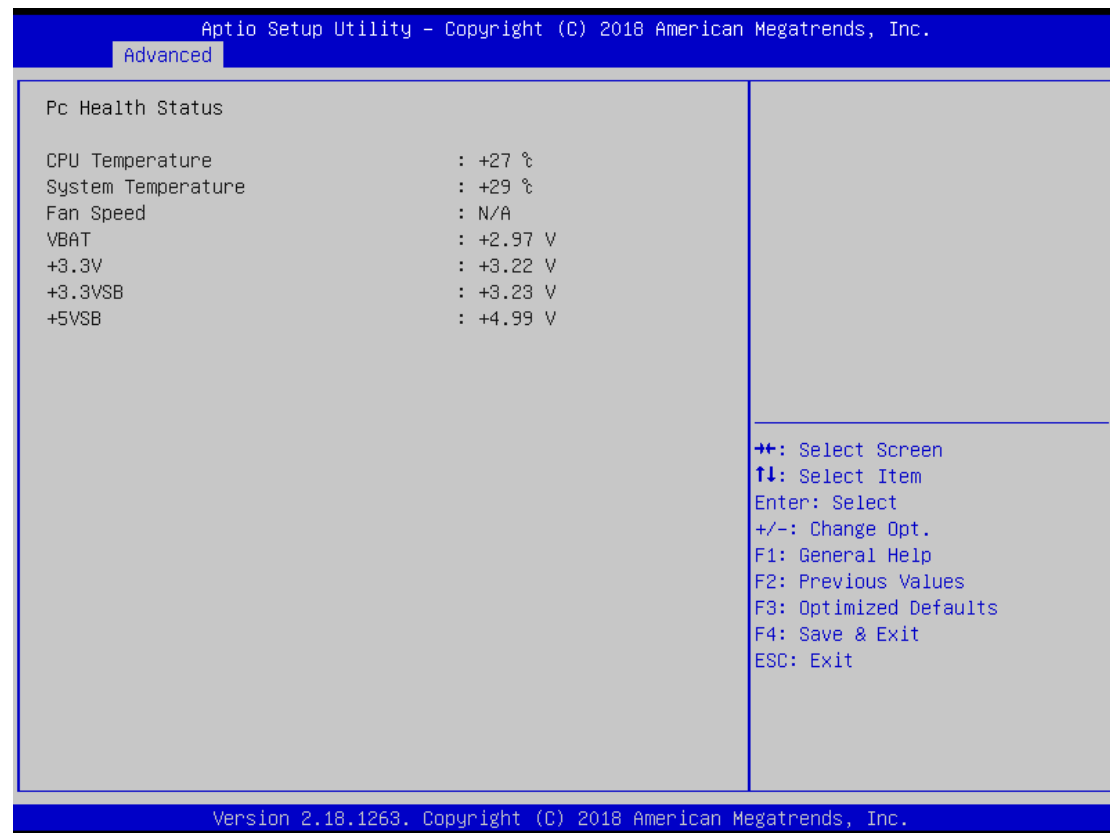 Aptio Setup Utility – Copyright (C) 2018 American Megatrends, Inc.
Advanced
Pc Health Status
CPU Temperature : +27 ℃
System Temperature : +29 ℃
Fan Speed : N/A
VBAT : +2.97 V
+3.3V : +3.22 V
+3.3VSB : +3.23 V
+5VSB : +4.99 V
→←: Select Screen
↑↓: Select Item
Enter: Select
+/-: Change Opt.
F1: General Help
F2: Previous Values
F3: Optimized Defaults
F4: Save & Exit
ESC: Exit
Version 2.18.1263. Copyright (C) 2018 American Megatrends, Inc.